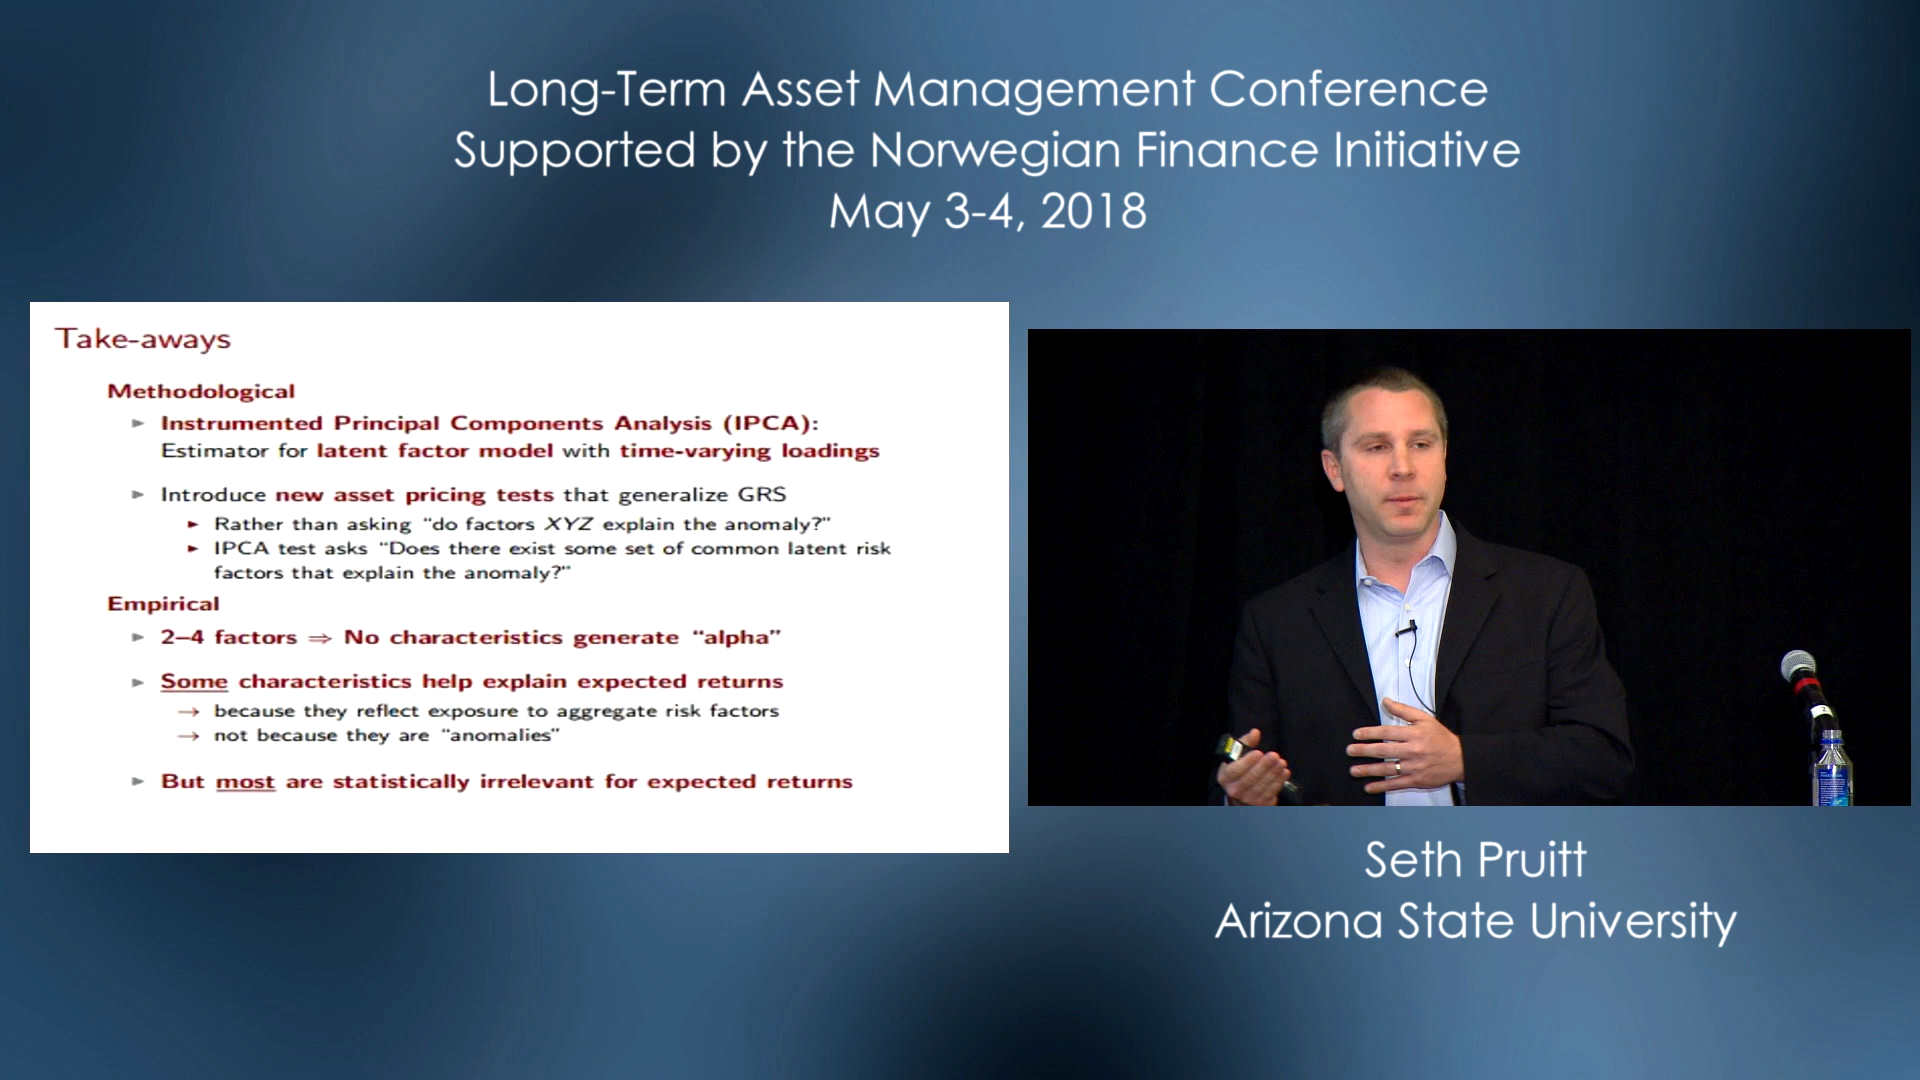 Long-Term Asset Management Conference
Supported by the Norwegian Finance Initiative
May 3-4, 2018
Take-aways
Methodological
Instrumented Principal Components Analysis (IPCA):
Estimator for latent factor model with time-varying loadings
Introduce new asset pricing tests that generalize GRS
Rather than asking “do factors XYZ explain the anomaly?”
IPCA test asks “Does there exist some set of common latent risk
factors that explain the anomaly?”
Empirical
2–4 factors ⇒ No characteristics generate “alpha”
Some characteristics help explain expected returns
→ because they reflect exposure to aggregate risk factors
→ not because they are “anomalies”
But most are statistically irrelevant for expected returns
2
Seth Pruitt
Arizona State University